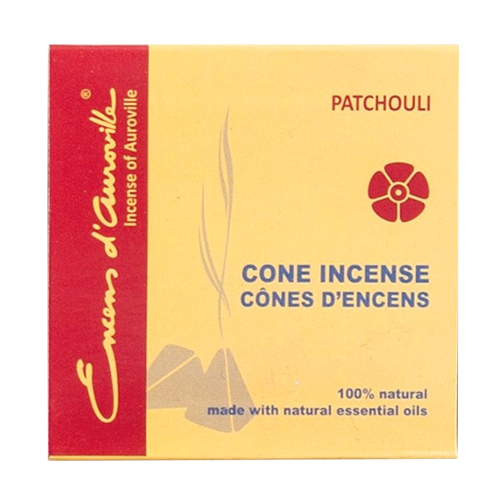 Encens d'Auroville®
Incense of Auroville
PATCHOULI
CONE INCENSE
CÔNES D'ENCENS
100% natural
made with natural essential oils